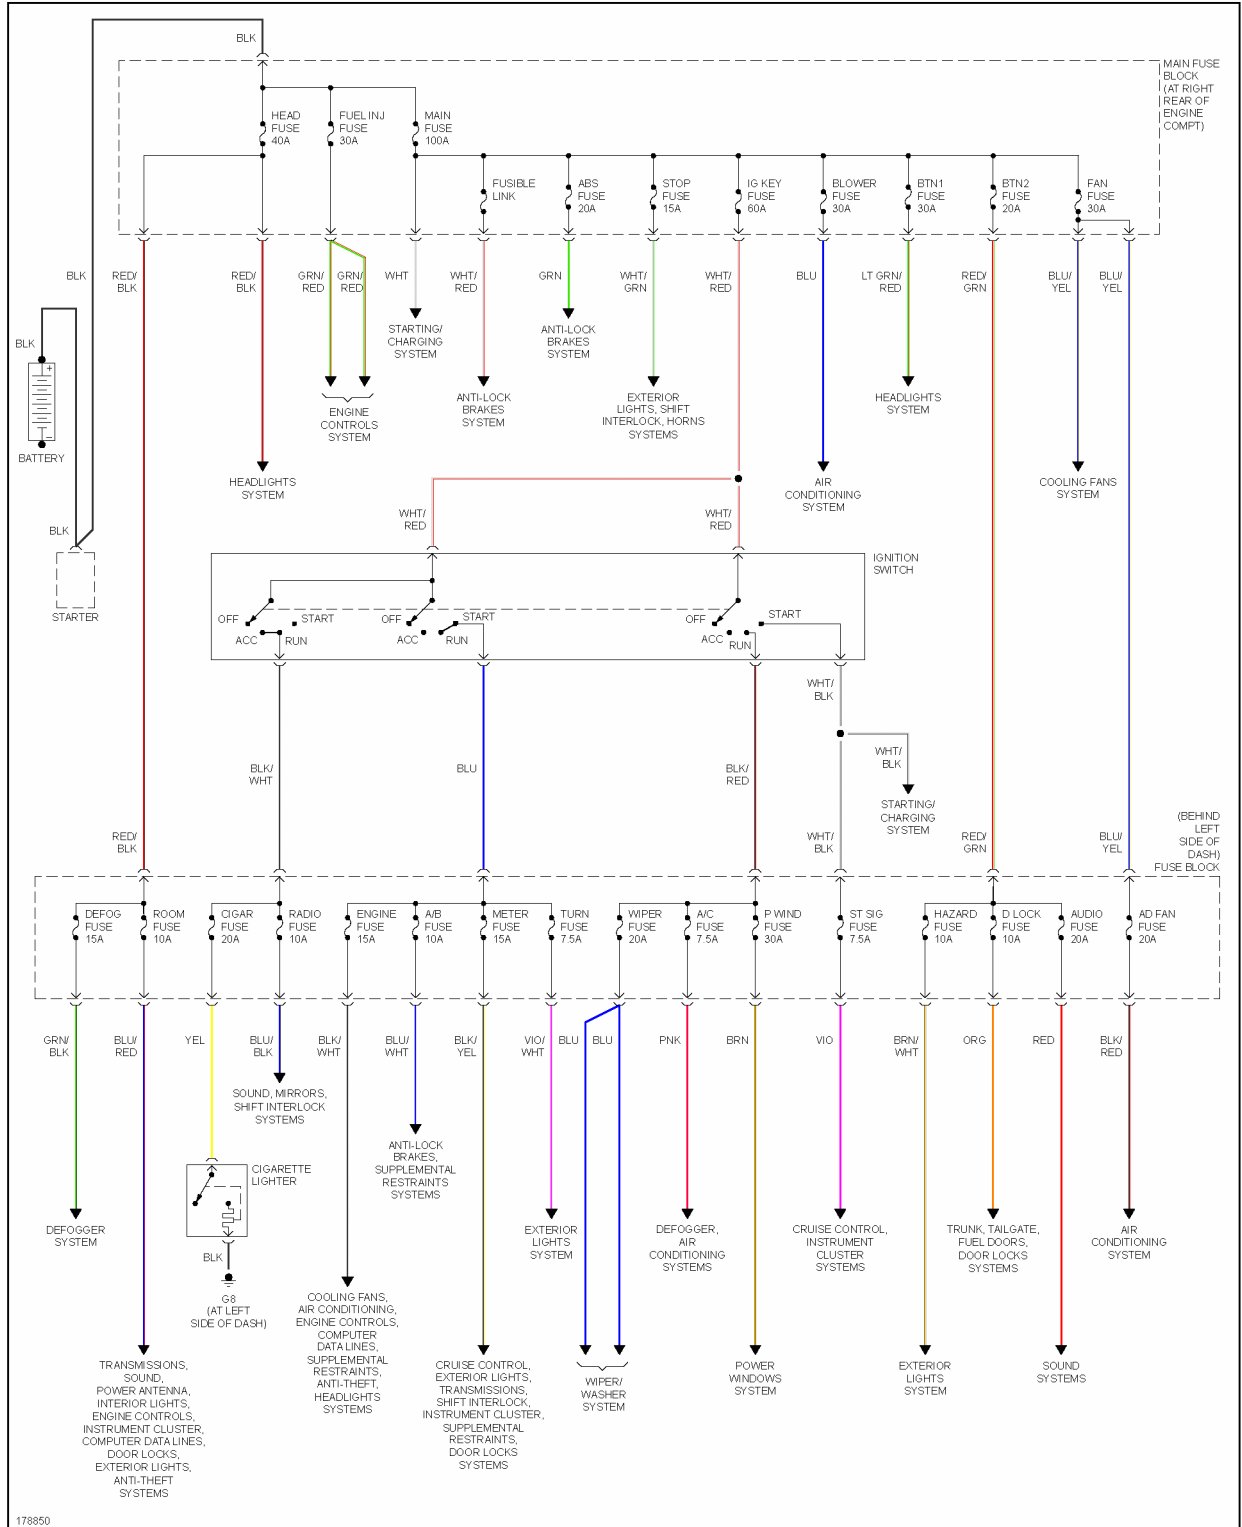 BLK
MAIN FUSE
BLOCK
(AT RIGHT
REAR OF
ENGINE
COMPT)
HEAD
FUSE
40A
FUEL INJ
FUSE
30A
MAIN
FUSE
100A
FUSIBLE
LINK
ABS
FUSE
20A
STOP
FUSE
15A
IG KEY
FUSE
60A
BLOWER
FUSE
30A
BTN1
FUSE
30A
BTN2
FUSE
20A
FAN
FUSE
30A
BLK
RED/
BLK
RED/
BLK
GRN/
RED
GRN/
RED
WHT
WHT/
RED
GRN
WHT/
GRN
WHT/
RED
BLU
LT GRN/
RED
RED/
GRN
BLU/
YEL
BLU/
YEL
BLK
+
-
BATTERY
STARTING/
CHARGING
SYSTEM
ANTI-LOCK
BRAKES
SYSTEM
ENGINE
CONTROLS
SYSTEM
ANTI-LOCK
BRAKES
SYSTEM
EXTERIOR
LIGHTS, SHIFT
INTERLOCK, HORNS
SYSTEMS
HEADLIGHTS
SYSTEM
HEADLIGHTS
SYSTEM
AIR
CONDITIONING
SYSTEM
COOLING FANS
SYSTEM
BLK
STARTER
WHT/
RED
WHT/
RED
IGNITION
SWITCH
OFF
START
ACC
RUN
OFF
START
ACC
RUN
OFF
START
ACC
RUN
WHT/
BLK
BLK/
WHT
BLU
BLK/
RED
WHT/
BLK
STARTING/
CHARGING
SYSTEM
RED/
BLK
WHT/
BLK
RED/
GRN
BLU/
YEL
(BEHIND
LEFT
SIDE OF
DASH)
FUSE BLOCK
DEFOG
FUSE
15A
ROOM
FUSE
10A
CIGAR
FUSE
20A
RADIO
FUSE
10A
ENGINE
FUSE
15A
A/B
FUSE
10A
METER
FUSE
15A
TURN
FUSE
7.5A
WIPER
FUSE
20A
A/C
FUSE
7.5A
P WIND
FUSE
30A
ST SIG
FUSE
7.5A
HAZARD
FUSE
10A
D LOCK
FUSE
10A
AUDIO
FUSE
20A
AD FAN
FUSE
20A
GRN/
BLK
BLU/
RED
YEL
BLU/
BLK
BLK/
WHT
BLU/
WHT
BLK/
YEL
VIO/
WHT
BLU
BLU
PNK
BRN
VIO
BRN/
WHT
ORG
RED
BLK/
RED
SOUND, MIRRORS,
SHIFT INTERLOCK
SYSTEMS
ANTI-LOCK
BRAKES,
SUPPLEMENTAL
RESTRAINTS
SYSTEMS
CIGARETTE
LIGHTER
DEFOGGER
SYSTEM
BLK
G8
(AT LEFT
SIDE OF DASH)
EXTERIOR
LIGHTS
SYSTEM
DEFOGGER,
AIR
CONDITIONING
SYSTEMS
CRUISE CONTROL,
INSTRUMENT
CLUSTER
SYSTEMS
TRUNK, TAILGATE,
FUEL DOORS,
DOOR LOCKS
SYSTEMS
AIR
CONDITIONING
SYSTEM
COOLING FANS,
AIR CONDITIONING,
ENGINE CONTROLS,
COMPUTER
DATA LINES,
SUPPLEMENTAL
RESTRAINTS,
ANTI-THEFT,
HEADLIGHTS
SYSTEMS
TRANSMISSIONS,
SOUND,
POWER ANTENNA,
INTERIOR LIGHTS,
ENGINE CONTROLS,
INSTRUMENT CLUSTER,
COMPUTER DATA LINES,
DOOR LOCKS,
EXTERIOR LIGHTS,
ANTI-THEFT
SYSTEMS
CRUISE CONTROL,
EXTERIOR LIGHTS,
TRANSMISSIONS,
SHIFT INTERLOCK,
INSTRUMENT CLUSTER,
SUPPLEMENTAL
RESTRAINTS,
DOOR LOCKS
SYSTEMS
WIPER/
WASHER
SYSTEM
POWER
WINDOWS
SYSTEM
EXTERIOR
LIGHTS
SYSTEM
SOUND
SYSTEMS
178850